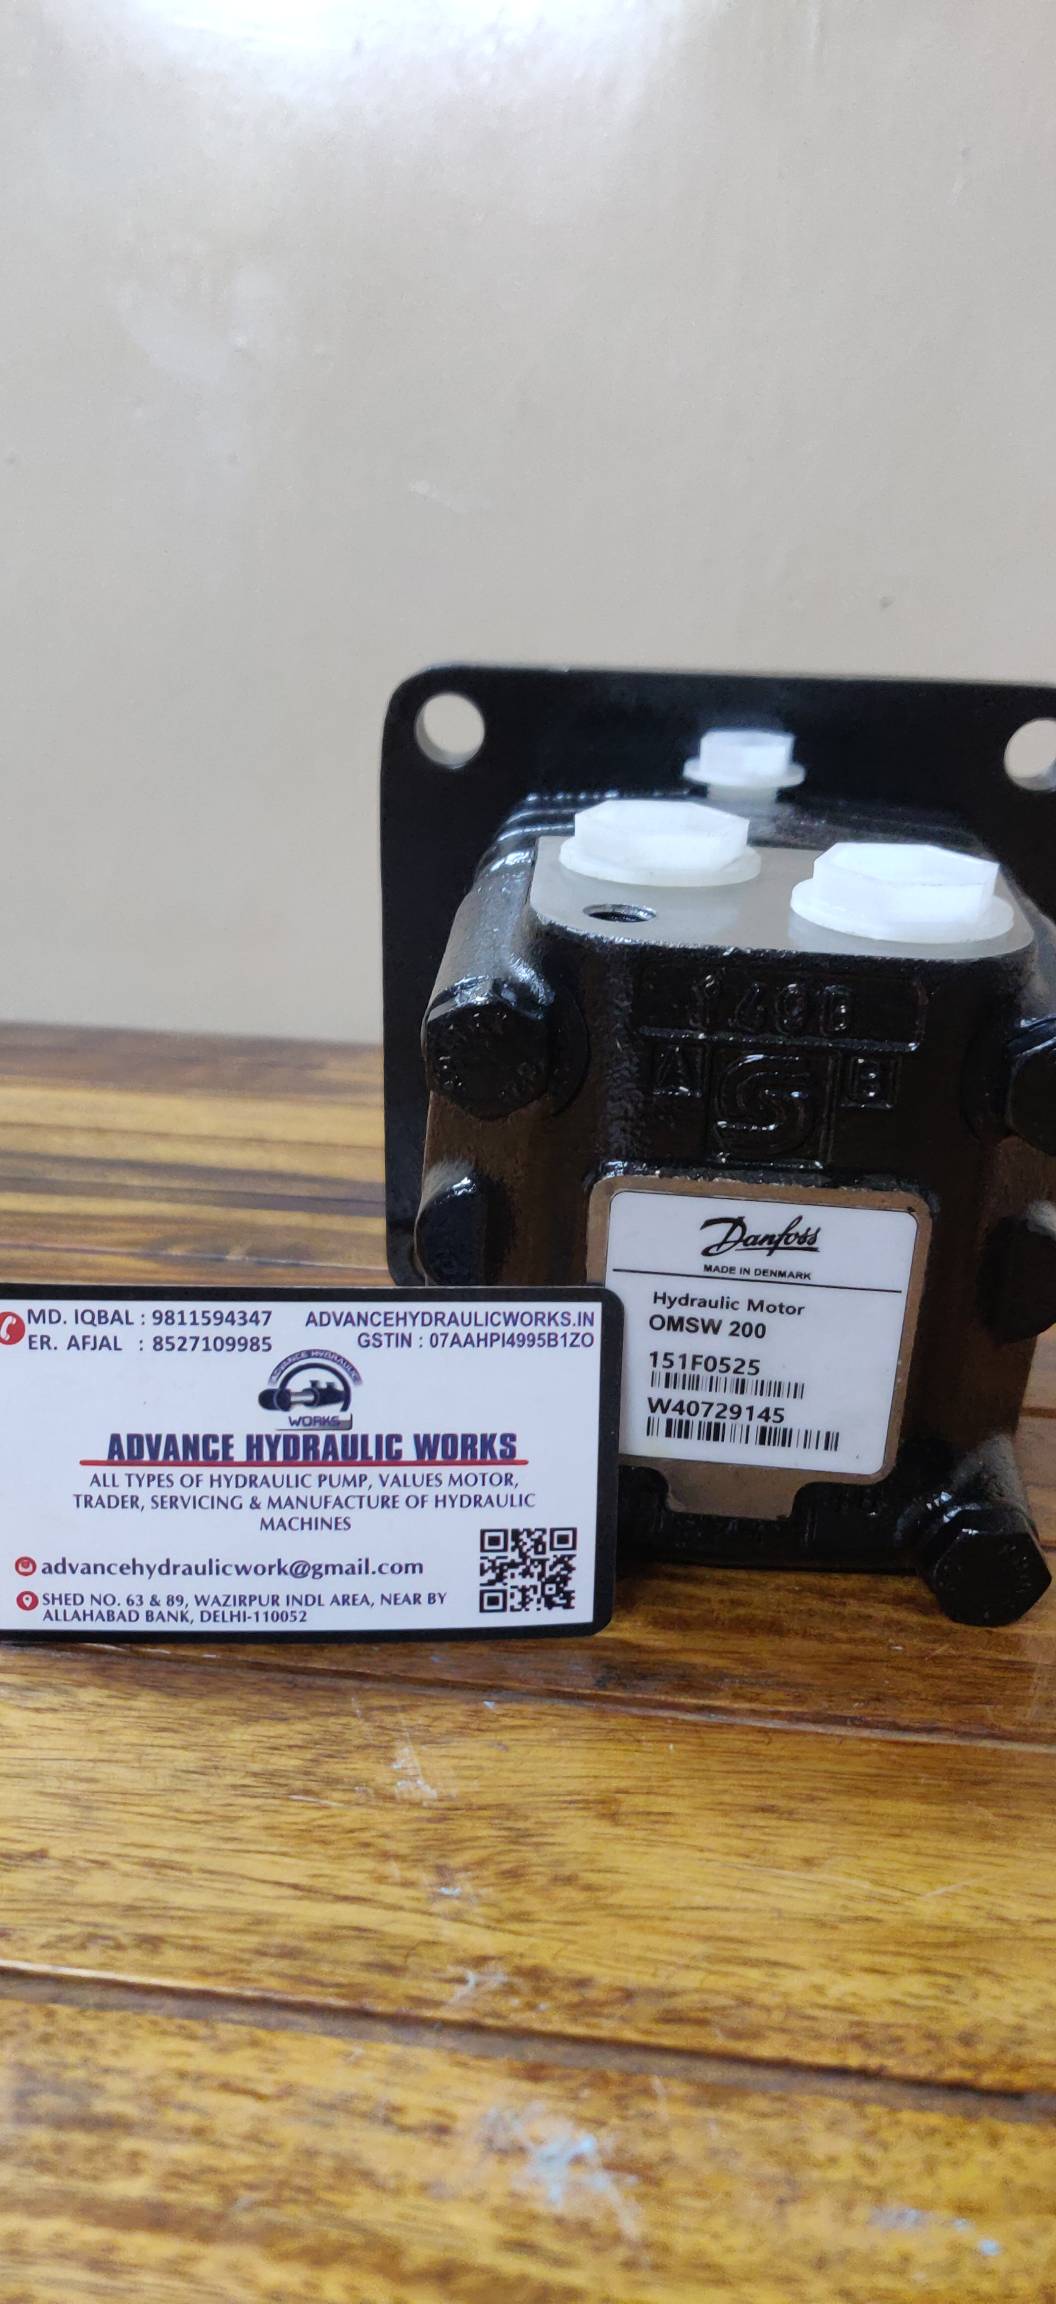 A
B
Danfoss
MADE IN DENMARK
Hydraulic Motor
OMSW 200
151F0525
W40729145
MD. IQBAL : 9811594347
ER. AFJAL : 8527109985
ADVANCEHYDRAULICWORKS.IN
GSTIN : 07AAHPI4995B1ZO
ADVANCE HYDRAULIC
WORKS
ADVANCE HYDRAULIC WORKS
ALL TYPES OF HYDRAULIC PUMP, VALUES MOTOR,
TRADER, SERVICING & MANUFACTURE OF HYDRAULIC
MACHINES
advancehydraulicwork@gmail.com
SHED NO. 63 & 89, WAZIRPUR INDL AREA, NEAR BY
ALLAHABAD BANK, DELHI-110052